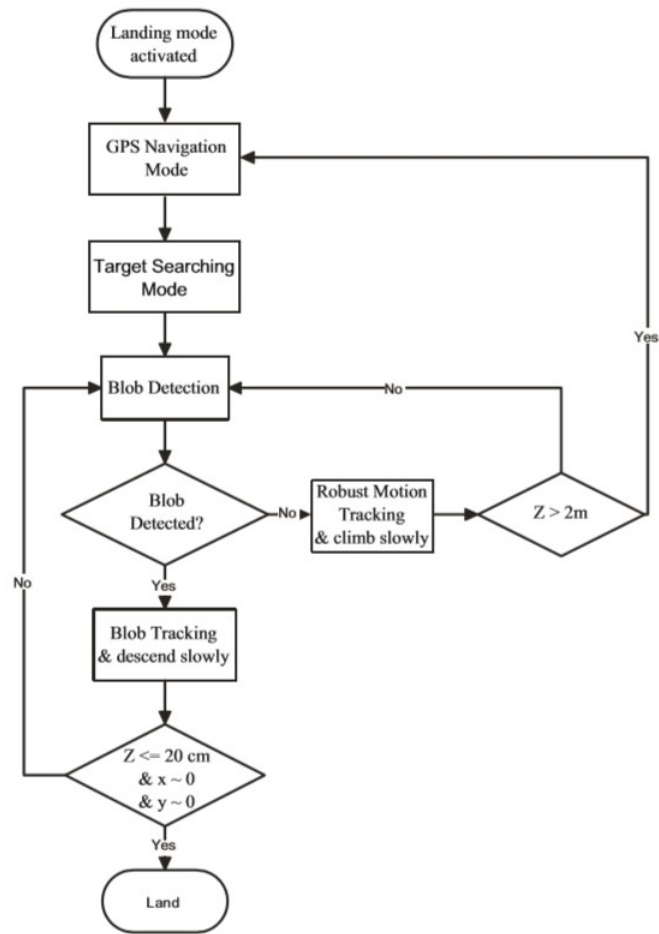 Landing mode
activated
GPS Navigation
Mode
Target Searching
Mode
Yes
Blob Detection
No
Blob
Detected?
No
Robust Motion
Tracking
& climb slowly
Z > 2m
No
Yes
Blob Tracking
& descend slowly
Z <= 20 cm
& x ~ 0
& y ~ 0
Yes
Land